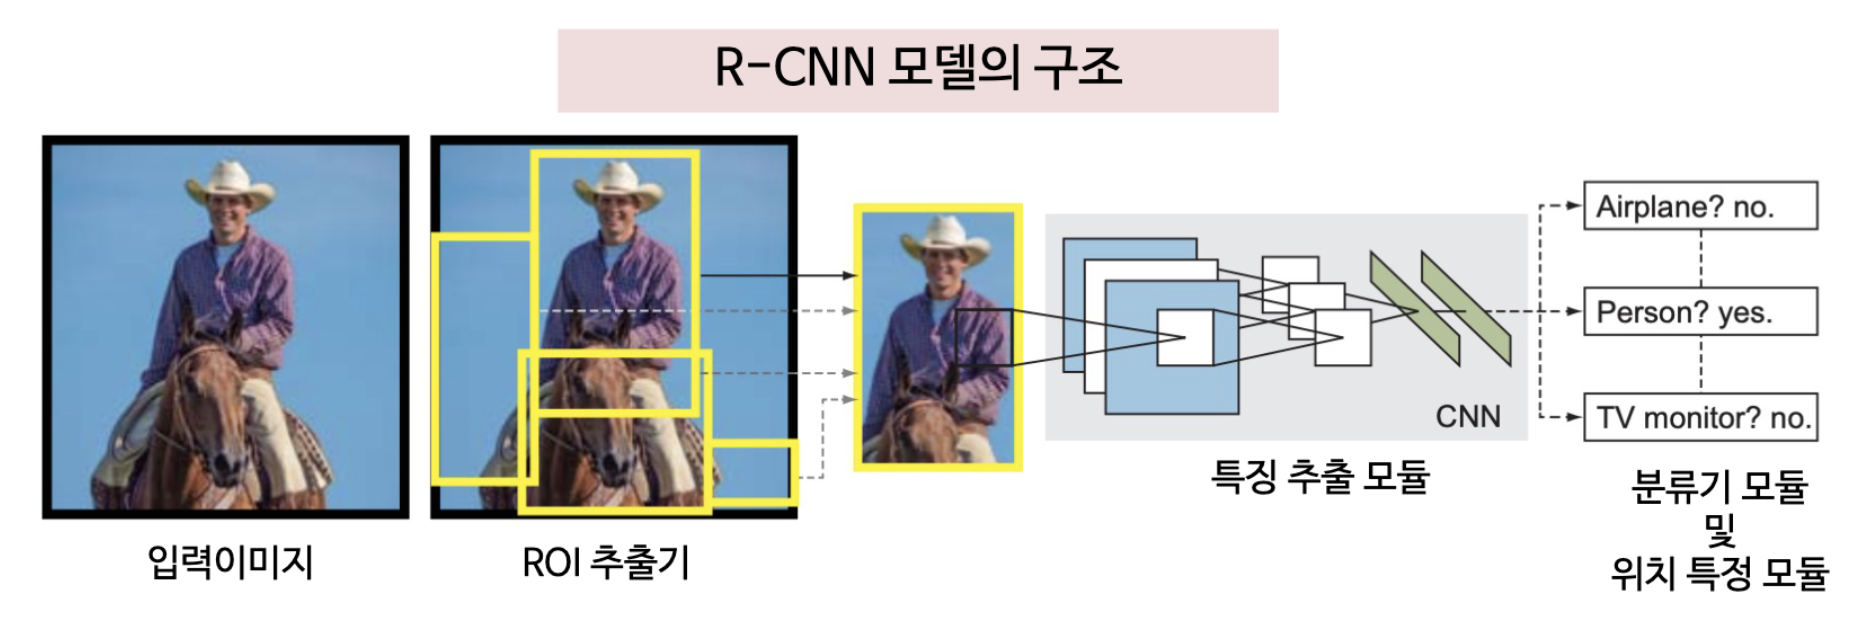 R-CNN 모델의 구조
입력이미지
ROI 추출기
CNN
특징 추출 모듈
Airplane? no.
Person? yes.
TV monitor? no.
분류기 모듈
및
위치 특정 모듈